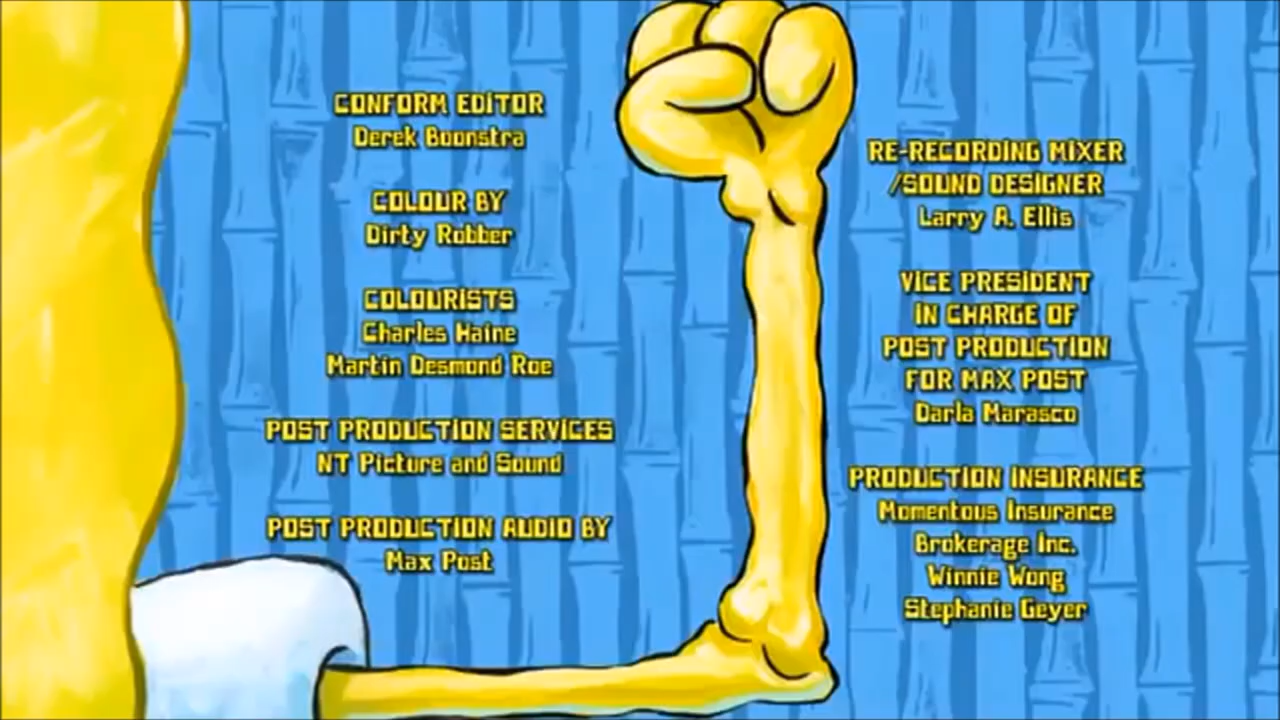 CONFORM EDITOR
Derek Boonstra
COLOUR BY
Dirty Robber
COLOURISTS
Charles Haine
Martin Desmond Roe
POST PRODUCTION SERVICES
NT Picture and Sound
POST PRODUCTION AUDIO BY
Max Post
RE-RECORDING MIXER
/SOUND DESIGNER
Larry A. Ellis
VICE PRESIDENT
IN CHARGE OF
POST PRODUCTION
FOR MAX POST
Darla Marasco
PRODUCTION INSURANCE
Momentous Insurance
Brokerage Inc.
Winnie Wong
Stephanie Geyer